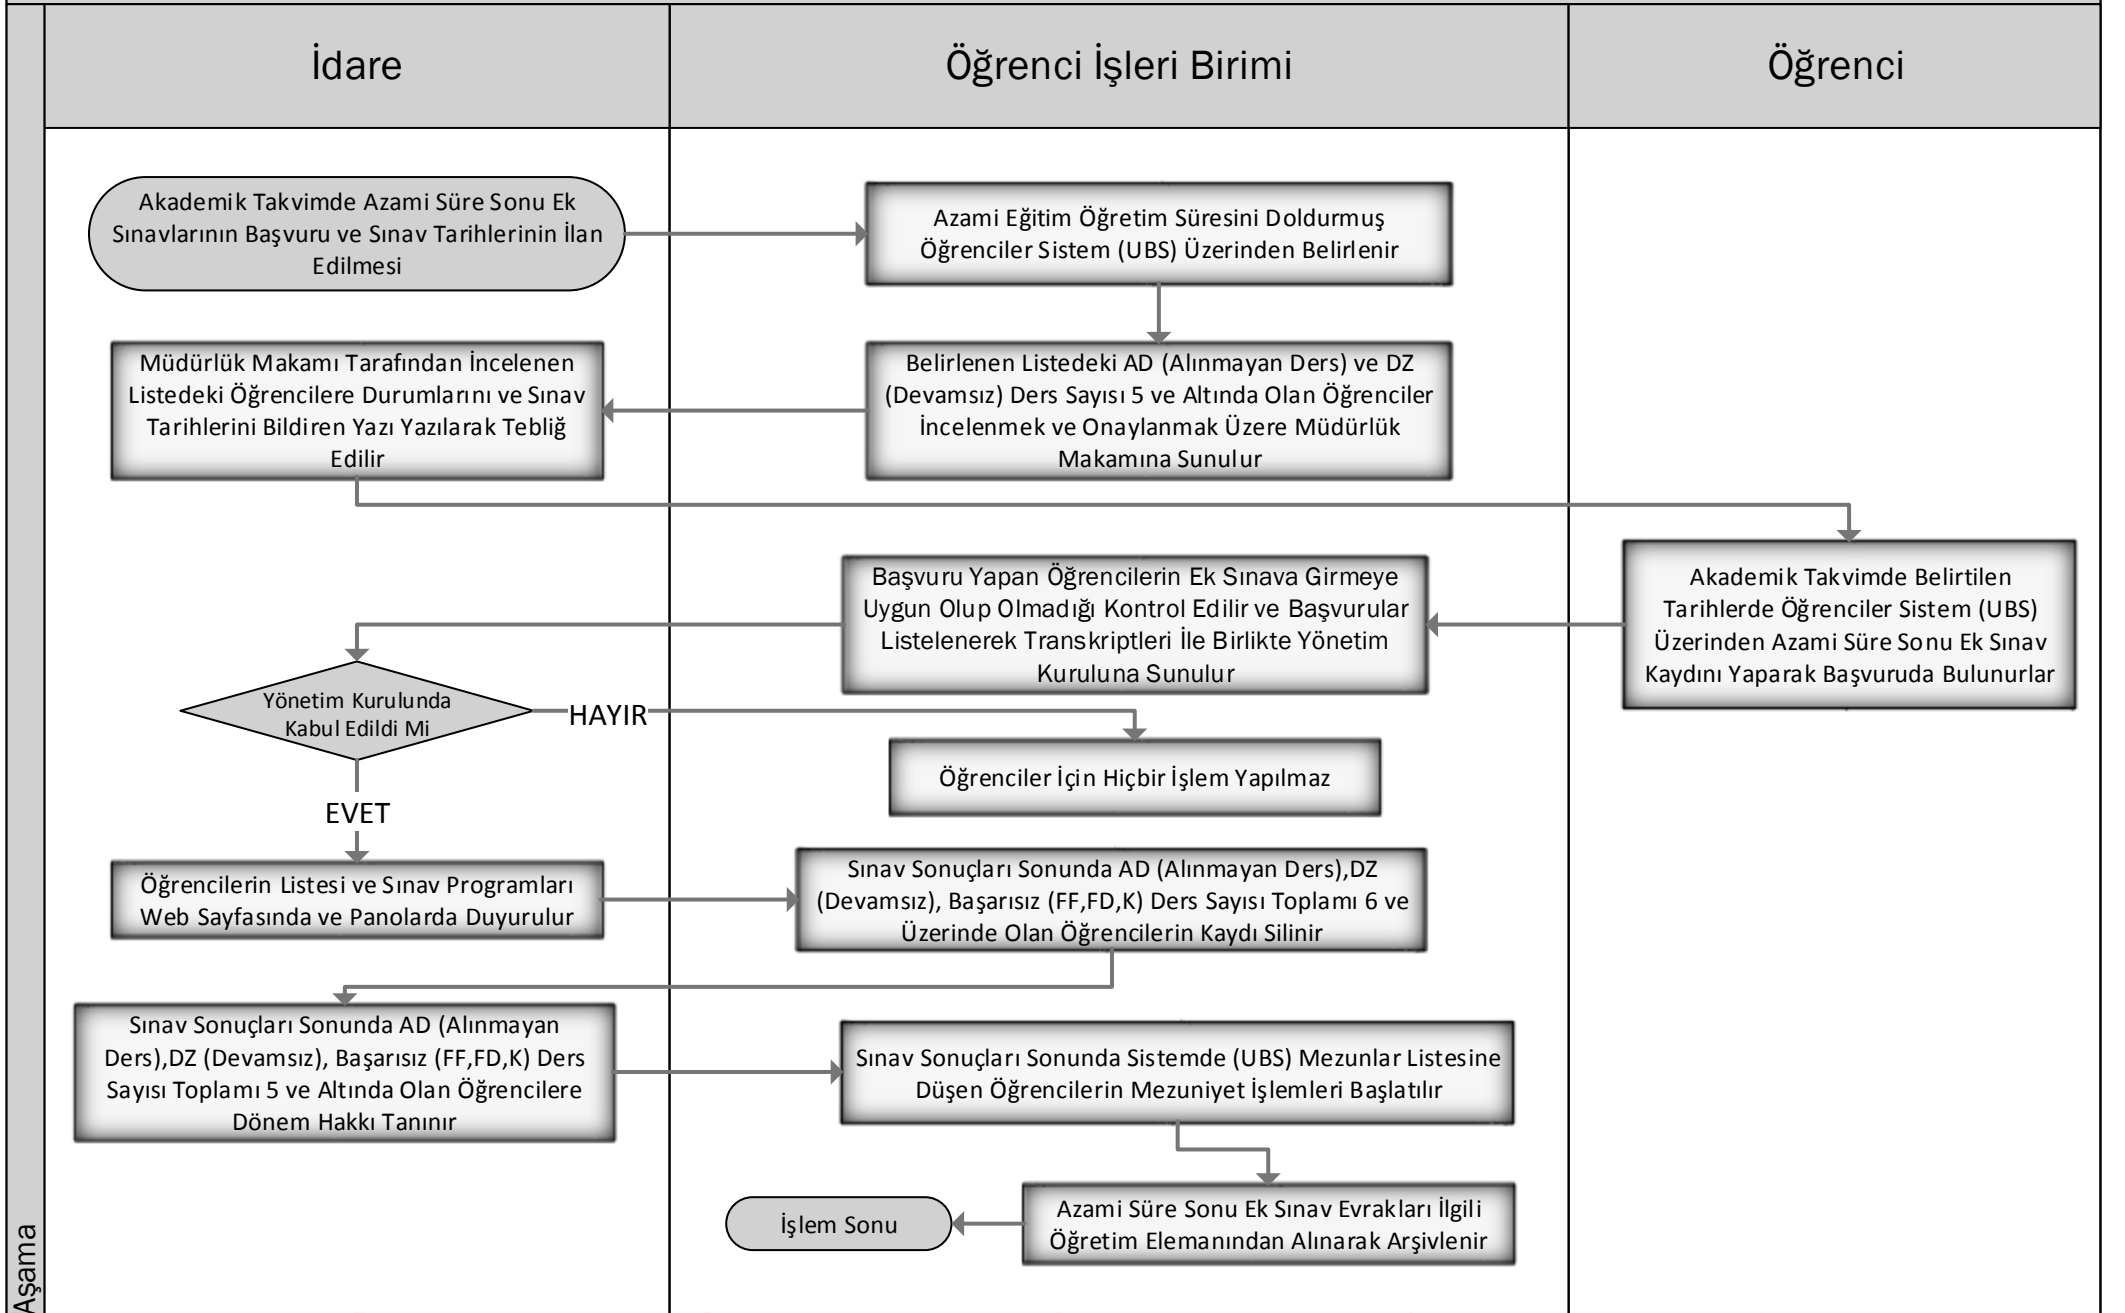 İdare
Öğrenci İşleri Birimi
Öğrenci
Akademik Takvimde Azami Süre Sonu Ek
Sınavlarının Başvuru ve Sınav Tarihlerinin İlan
Edilmesi
Azami Eğitim Öğretim Süresini Doldurmuş
Öğrenciler Sistem (UBS) Üzerinden Belirlenir
Belirlenen Listedeki AD (Alınmayan Ders) ve DZ
(Devamsız) Ders Sayısı 5 ve Altında Olan Öğrenciler
İncelenmek ve Onaylanmak Üzere Müdürlük
Makamına Sunulur
Müdürlük Makamı Tarafından İncelenen
Listedeki Öğrencilere Durumlarını ve Sınav
Tarihlerini Bildiren Yazı Yazılarak Tebliğ
Edilir
Akademik Takvimde Belirtilen
Tarihlerde Öğrenciler Sistem (UBS)
Üzerinden Azami Süre Sonu Ek Sınav
Kaydını Yaparak Başvuruda Bulunurlar
Başvuru Yapan Öğrencilerin Ek Sınava Girmeye
Uygun Olup Olmadığı Kontrol Edilir ve Başvurular
Listelenerek Transkriptleri İle Birlikte Yönetim
Kuruluna Sunulur
Yönetim Kurulunda
Kabul Edildi Mi
HAYIR
Öğrenciler İçin Hiçbir İşlem Yapılmaz
EVET
Öğrencilerin Listesi ve Sınav Programları
Web Sayfasında ve Panolarda Duyurulur
Sınav Sonuçları Sonunda AD (Alınmayan Ders),DZ
(Devamsız), Başarısız (FF,FD,K) Ders Sayısı Toplamı 6 ve
Üzerinde Olan Öğrencilerin Kaydı Silinir
Sınav Sonuçları Sonunda AD (Alınmayan
Ders),DZ (Devamsız), Başarısız (FF,FD,K) Ders
Sayısı Toplamı 5 ve Altında Olan Öğrencilere
Dönem Hakkı Tanınır
Sınav Sonuçları Sonunda Sistemde (UBS) Mezunlar Listesine
Düşen Öğrencilerin Mezuniyet İşlemleri Başlatılır
Azami Süre Sonu Ek Sınav Evrakları İlgili
Öğretim Elemanından Alınarak Arşivlenir
İşlem Sonu
Aşama